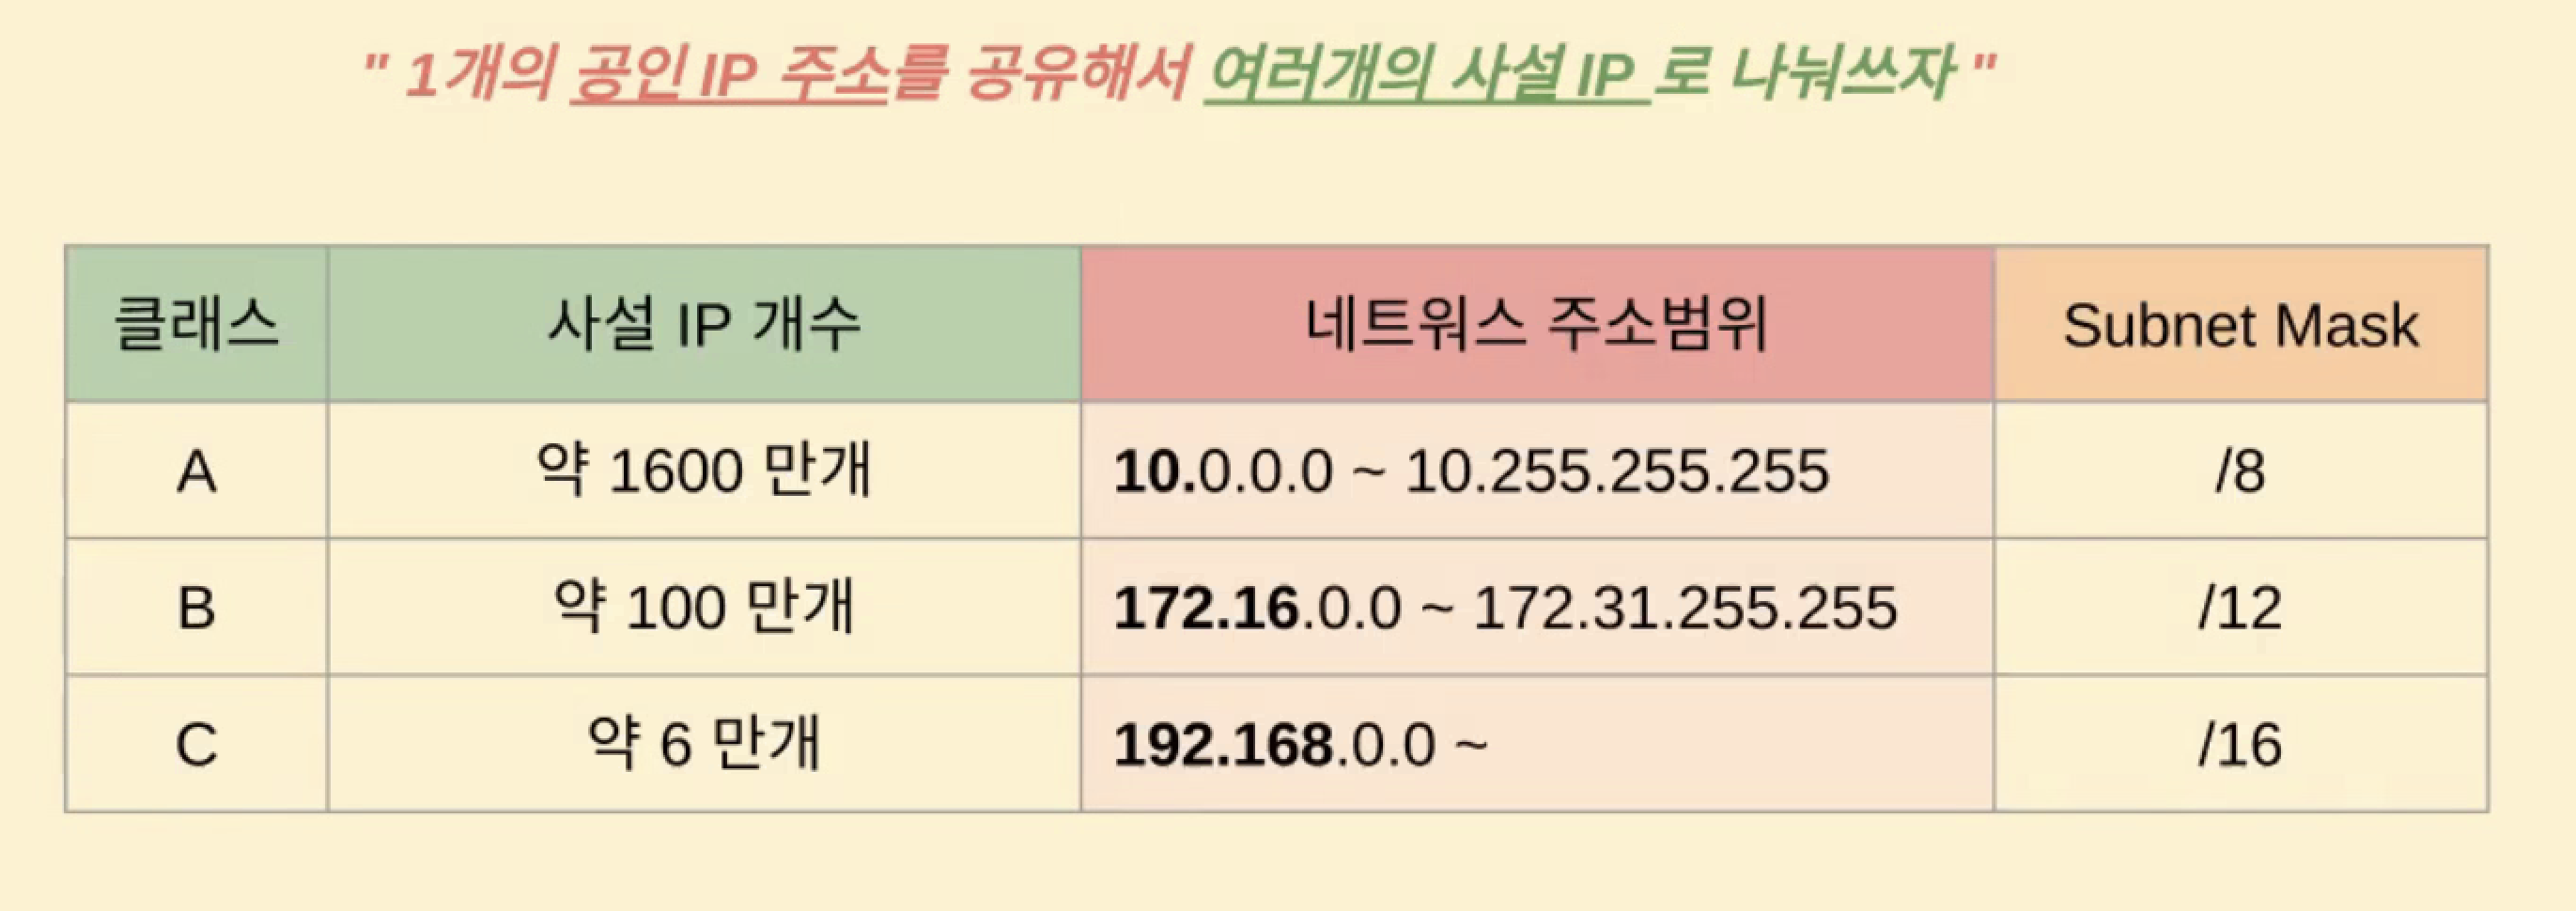 " 1개의 공인 IP 주소를 공유해서 여러개의 사설 IP 로 나눠쓰자 "
클래스 사설 IP 개수 네트워스 주소범위 Subnet Mask
A 약 1600 만개 10.0.0.0 ~ 10.255.255.255 /8
B 약 100 만개 172.16.0.0 ~ 172.31.255.255 /12
C 약 6 만개 192.168.0.0 ~ /16